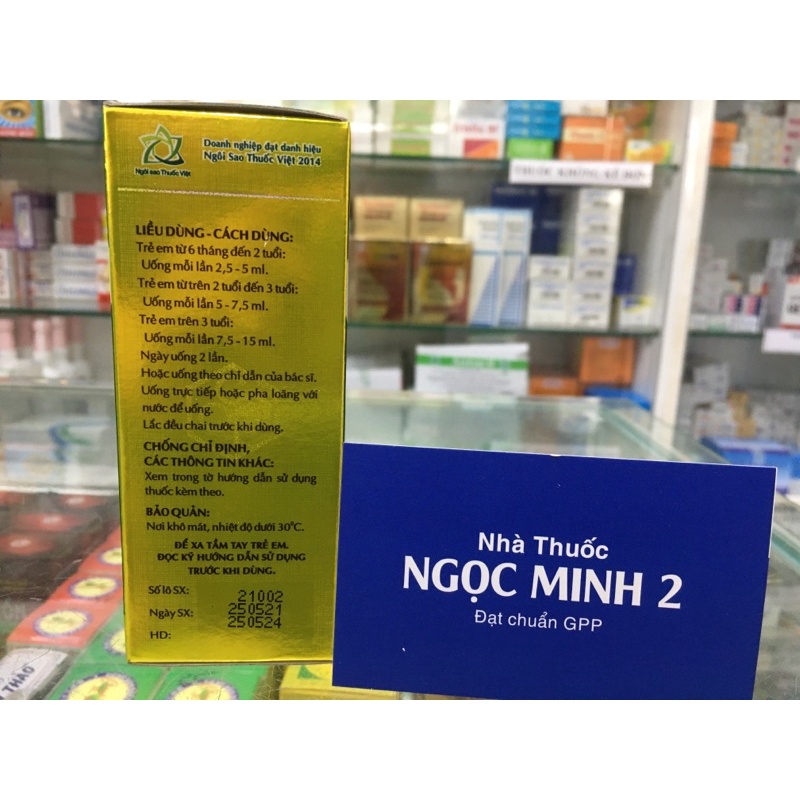 Ngôi sao Thuốc Việt
Doanh nghiệp đạt danh hiệu
Ngôi Sao Thuốc Việt 2014
LIỀU DÙNG - CÁCH DÙNG:
Trẻ em từ 6 tháng đến 2 tuổi:
Uống mỗi lần 2,5 - 5 ml.
Trẻ em từ trên 2 tuổi đến 3 tuổi:
Uống mỗi lần 5 - 7,5 ml.
Trẻ em trên 3 tuổi:
Uống mỗi lần 7,5 - 15 ml.
Ngày uống 2 lần.
Hoặc uống theo chỉ dẫn của bác sĩ.
Uống trực tiếp hoặc pha loãng với
nước để uống.
Lắc đều chai trước khi dùng.
CHỐNG CHỈ ĐỊNH,
CÁC THÔNG TIN KHÁC:
Xem trong tờ hướng dẫn sử dụng
thuốc kèm theo.
BẢO QUẢN:
Nơi khô mát, nhiệt độ dưới 30°C.
ĐỂ XA TẦM TAY TRẺ EM.
ĐỌC KỸ HƯỚNG DẪN SỬ DỤNG
TRƯỚC KHI DÙNG.
Số lô SX: 21002
Ngày SX: 250521
HD: 250524
THUỐC KHÔNG KÊ ĐƠN
THẢO
Nhà Thuốc
NGỌC MINH 2
Đạt chuẩn GPP